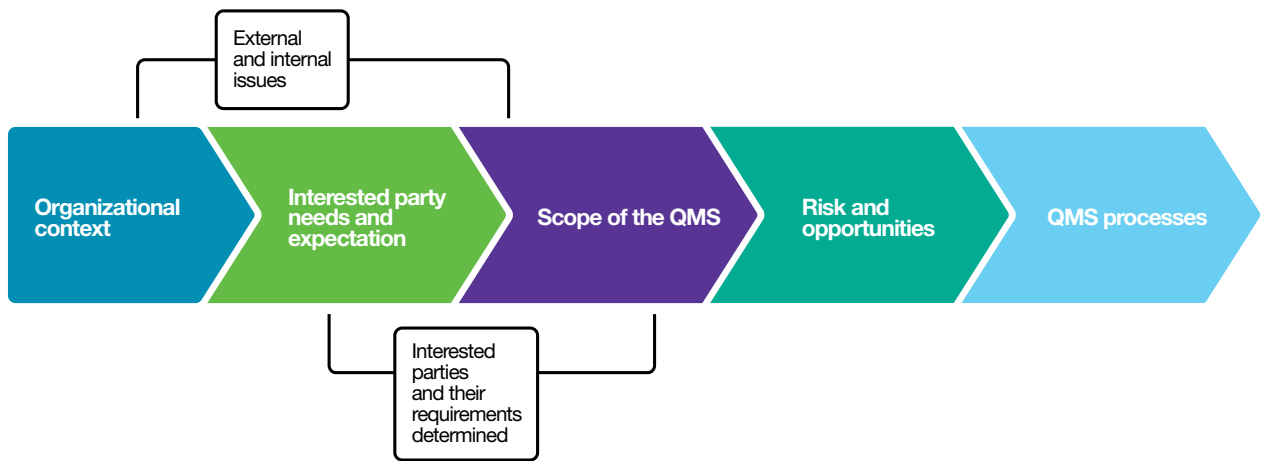 External
and internal
issues
Organizational
context
Interested party
needs and
expectation
Scope of the QMS
Risk and
opportunities
QMS processes
Interested
parties
and their
requirements
determined